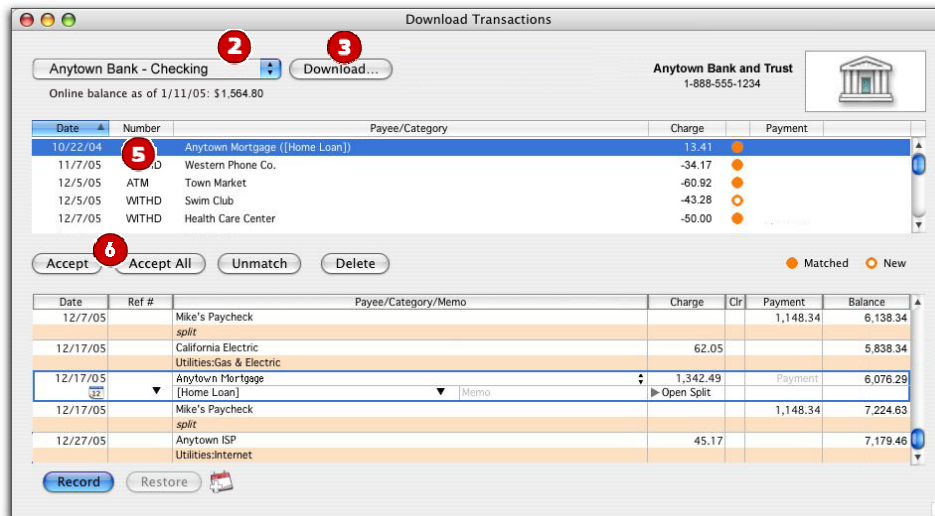 Download Transactions
2 3
Anytown Bank - Checking Download... Anytown Bank and Trust
1-888-555-1234
Online balance as of 1/11/05: $1,564.80
Date Number Payee/Category Charge Payment
10/22/04 Anytown Mortgage ([Home Loan]) 13.41
5
11/7/05 D Western Phone Co. -34.17
12/5/05 ATM Town Market -60.92
12/5/05 WITHD Swim Club -43.28
12/7/05 WITHD Health Care Center -50.00
6
Accept Accept All Unmatch Delete Matched New
Date Ref # Payee/Category/Memo Charge Clr Payment Balance
12/7/05 Mike's Paycheck 1,148.34 6,138.34
split
12/17/05 California Electric 62.05 5,838.34
Utilities:Gas & Electric
12/17/05 Anytown Mortgage 1,342.49 Payment 6,076.29
12 [Home Loan] Memo Open Split
12/17/05 Mike's Paycheck 1,148.34 7,224.63
split
12/27/05 Anytown ISP 45.17 7,179.46
Utilities:Internet
Record Restore